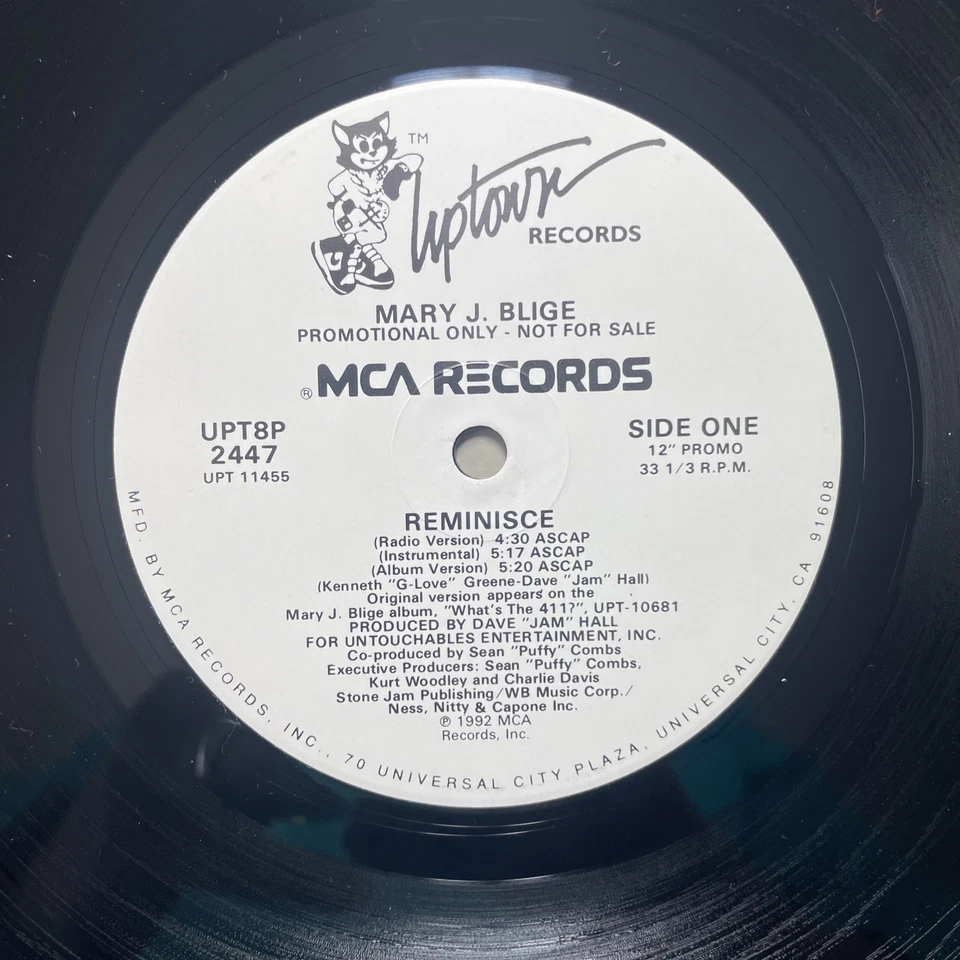 TM
Uptown
RECORDS
MARY J. BLIGE
PROMOTIONAL ONLY - NOT FOR SALE
® MCA RECORDS
UPT8P
2447
UPT 11455
SIDE ONE
12" PROMO
33 1/3 R.P.M.
REMINISCE
(Radio Version) 4:30 ASCAP
(Instrumental) 5:17 ASCAP
(Album Version) 5:20 ASCAP
(Kenneth "G-Love" Greene-Dave "Jam" Hall)
Original version appears on the
Mary J. Blige album, "What's The 411?", UPT-10681
PRODUCED BY DAVE "JAM" HALL
FOR UNTOUCHABLES ENTERTAINMENT, INC.
Co-produced by Sean "Puffy" Combs
Executive Producers: Sean "Puffy" Combs,
Kurt Woodley and Charlie Davis
Stone Jam Publishing/WB Music Corp./
Ness, Nitty & Capone Inc.
℗ 1992 MCA
Records, Inc.
MFD. BY MCA RECORDS, INC., 70 UNIVERSAL CITY PLAZA, UNIVERSAL CITY, CA 91608